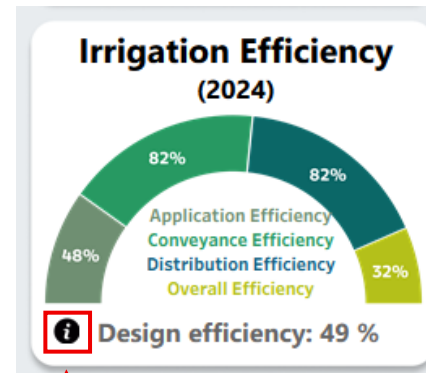 Irrigation Efficiency
(2024)
82%
82%
Application Efficiency
Conveyance Efficiency
48%
Distribution Efficiency
32%
Overall Efficiency
i Design efficiency: 49 %